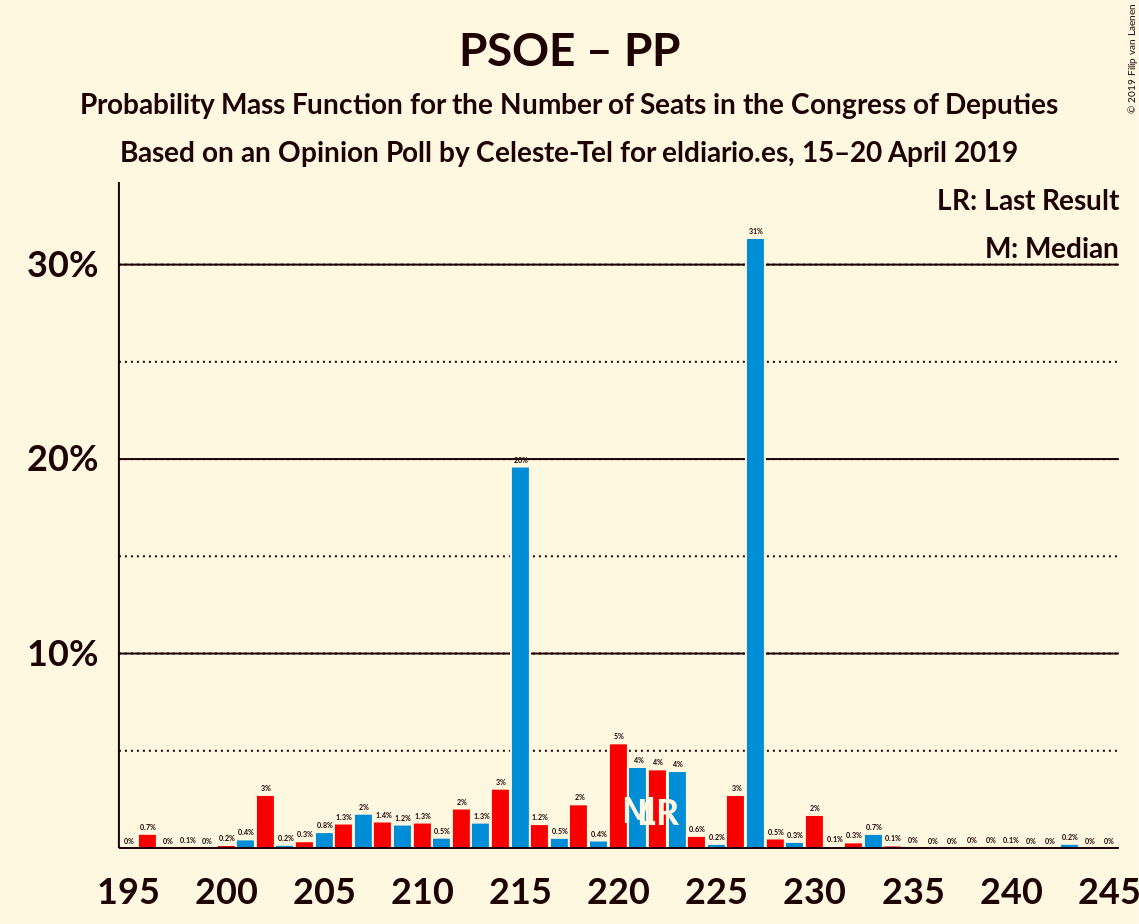 PSOE – PP
Probability Mass Function for the Number of Seats in the Congress of Deputies
Based on an Opinion Poll by Celeste-Tel for eldiario.es, 15–20 April 2019
© 2019 Filip van Laenen
LR: Last Result
M: Median
30%
20%
10%
0% 0.7% 0% 0.1% 0% 0.2% 0.4% 3% 0.2% 0.3% 0.8% 1.3% 2% 1.4% 1.2% 1.3% 0.5% 2% 1.3% 3% 20% 1.2% 0.5% 2% 0.4% 5% 4% 4% 4% 0.6% 0.2% 3% 31% 0.5% 0.3% 2% 0.1% 0.3% 0.7% 0.1% 0% 0% 0% 0% 0% 0.1% 0% 0% 0.2% 0% 0%
M LR
195 200 205 210 215 220 225 230 235 240 245